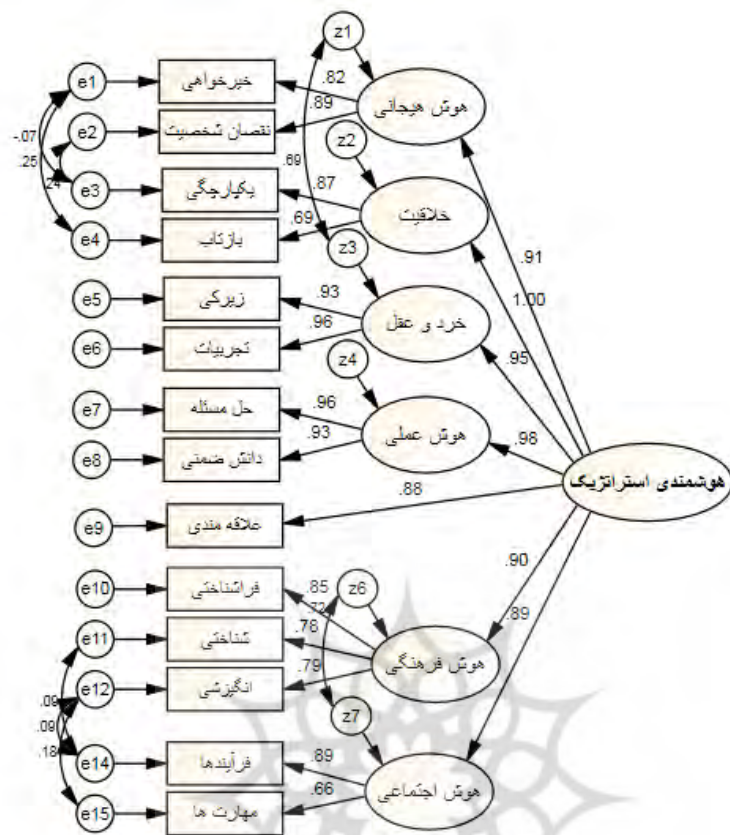 z1
e1
خیرخواهی
.82
هوش هیجانی
e2
نقصان شخصیت
.89
z2
-.07
.25
.24
.69
e3
یکپارچگی
.87
خلاقیت
e4
بازتاب
.69
z3
.91
1.00
e5
زیرکی
.93
خرد و عقل
.95
e6
تجربیات
.96
z4
e7
حل مسئله
.96
هوش عملی
.98
e8
دانش ضمنی
.93
هوشمندی استراتژیک
e9
علاقه مندی
.88
e10
فراشناختی
.85
z6
.90
.72
.89
e11
شناختی
.78
هوش فرهنگی
e12
انگیزشی
.79
.09
.09
.18
z7
e14
فرآیندها
.89
هوش اجتماعی
e15
مهارت ها
.66